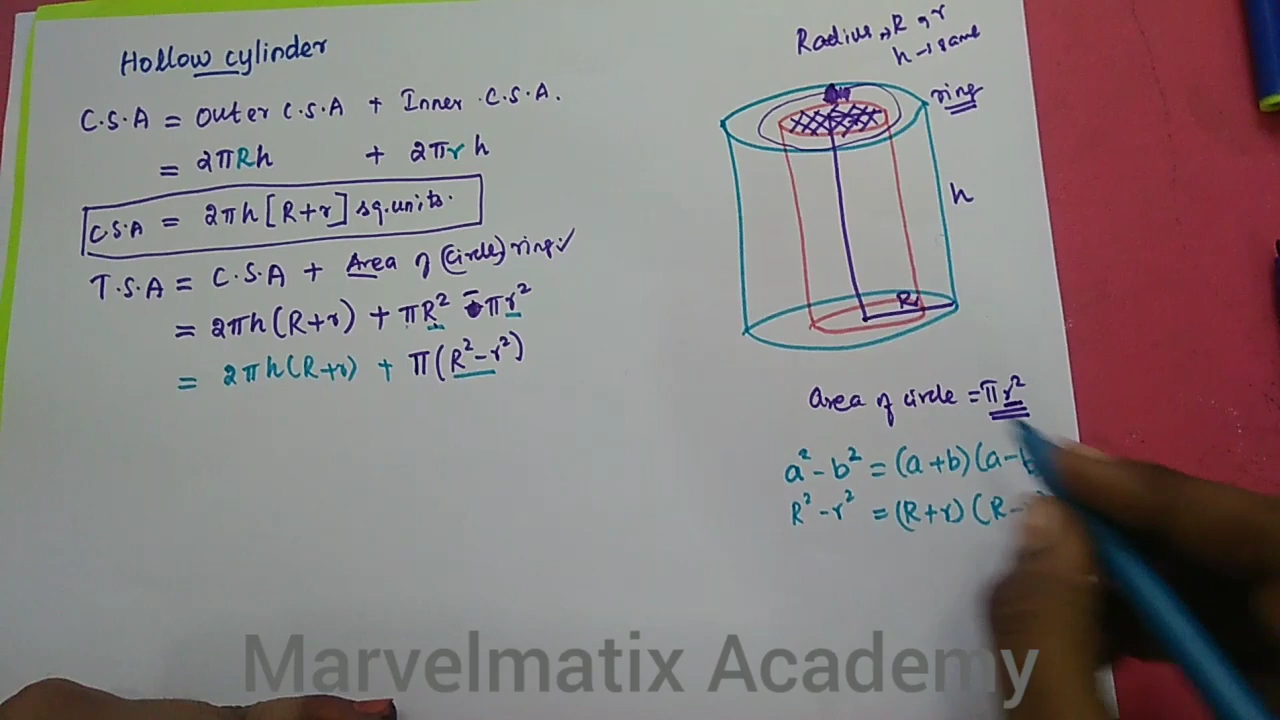 Hollow cylinder
C.S.A = Outer C.S.A + Inner C.S.A.
= 2πRh + 2πrh
C.S.A = 2πh[R+r] sq.units.
T.S.A = C.S.A + Area of (circle) ring ✓
= 2πh(R+r) + πR² - πr²
= 2πh(R+r) + π(R²-r²)
Radius → R, r
h → same
ring
h
R
Area of circle = πr²
a² - b² = (a+b)(a-b
R² - r² = (R+r)(R-
Marvelmatix Academy